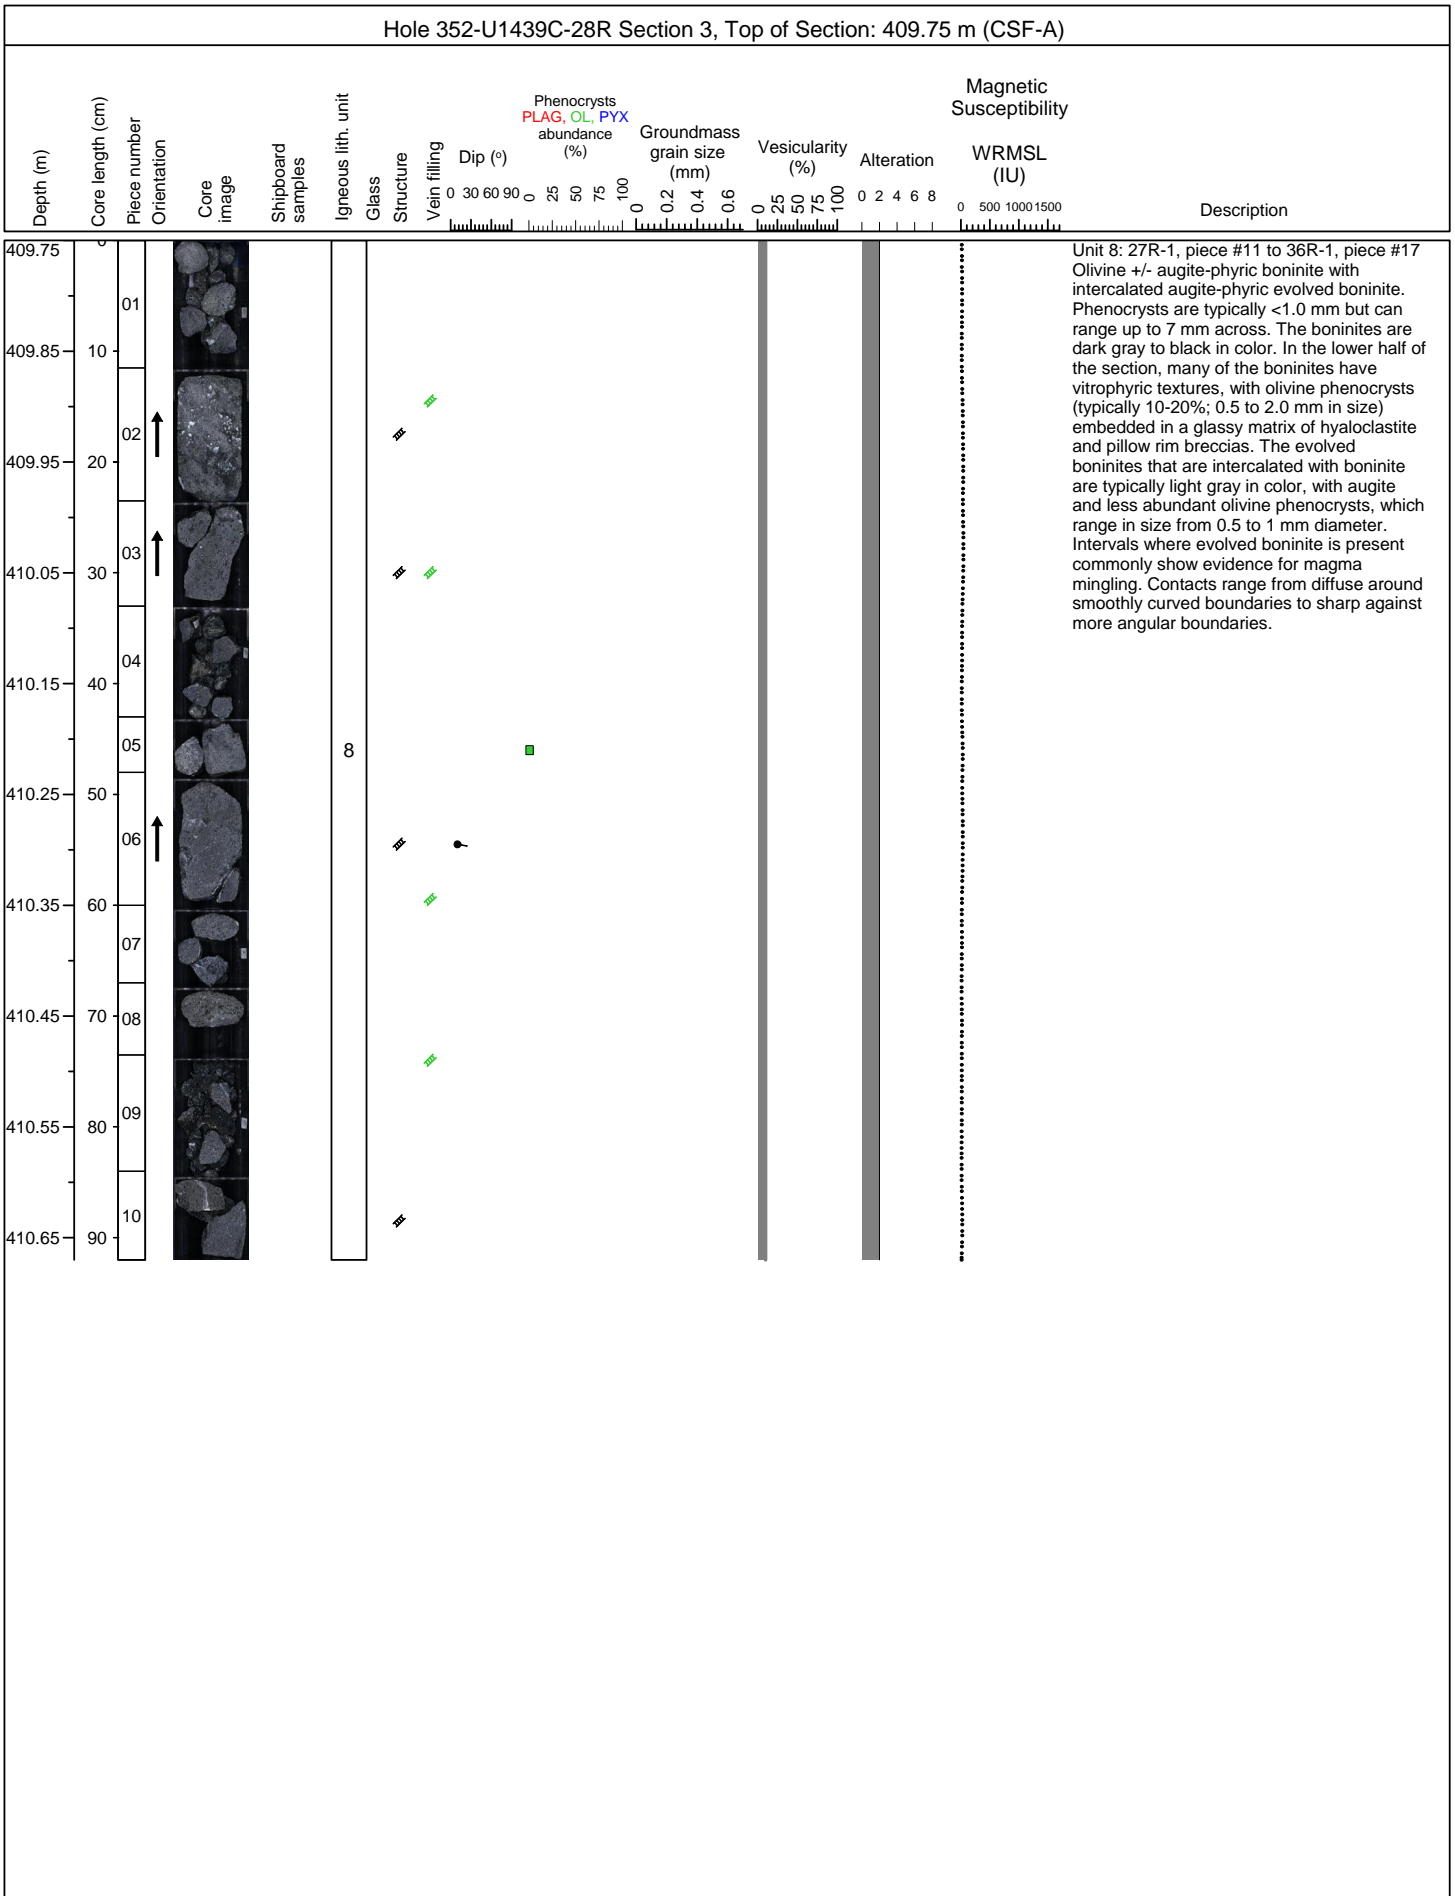 Hole 352-U1439C-28R Section 3, Top of Section: 409.75 m (CSF-A)
Depth (m)
Core length (cm)
Piece number
Orientation
Core
image
Shipboard
samples
Igneous lith. unit
Glass
Structure
Vein filling
Dip (º)
0 30 60 90
Phenocrysts
PLAG, OL, PYX
abundance
(%)
0 25 50 75 100
Groundmass
grain size
(mm)
0 0.2 0.4 0.6
Vesicularity
(%)
0 25 50 75 100
Alteration
0 2 4 6 8
Magnetic
Susceptibility
WRMSL
(IU)
0 500 1000 1500
Description
409.75
409.85
409.95
410.05
410.15
410.25
410.35
410.45
410.55
410.65
0
10
20
30
40
50
60
70
80
90
01
02
03
04
05
06
07
08
09
10
8
Unit 8: 27R-1, piece #11 to 36R-1, piece #17
Olivine +/- augite-phyric boninite with
intercalated augite-phyric evolved boninite.
Phenocrysts are typically <1.0 mm but can
range up to 7 mm across. The boninites are
dark gray to black in color. In the lower half of
the section, many of the boninites have
vitrophyric textures, with olivine phenocrysts
(typically 10-20%; 0.5 to 2.0 mm in size)
embedded in a glassy matrix of hyaloclastite
and pillow rim breccias. The evolved
boninites that are intercalated with boninite
are typically light gray in color, with augite
and less abundant olivine phenocrysts, which
range in size from 0.5 to 1 mm diameter.
Intervals where evolved boninite is present
commonly show evidence for magma
mingling. Contacts range from diffuse around
smoothly curved boundaries to sharp against
more angular boundaries.